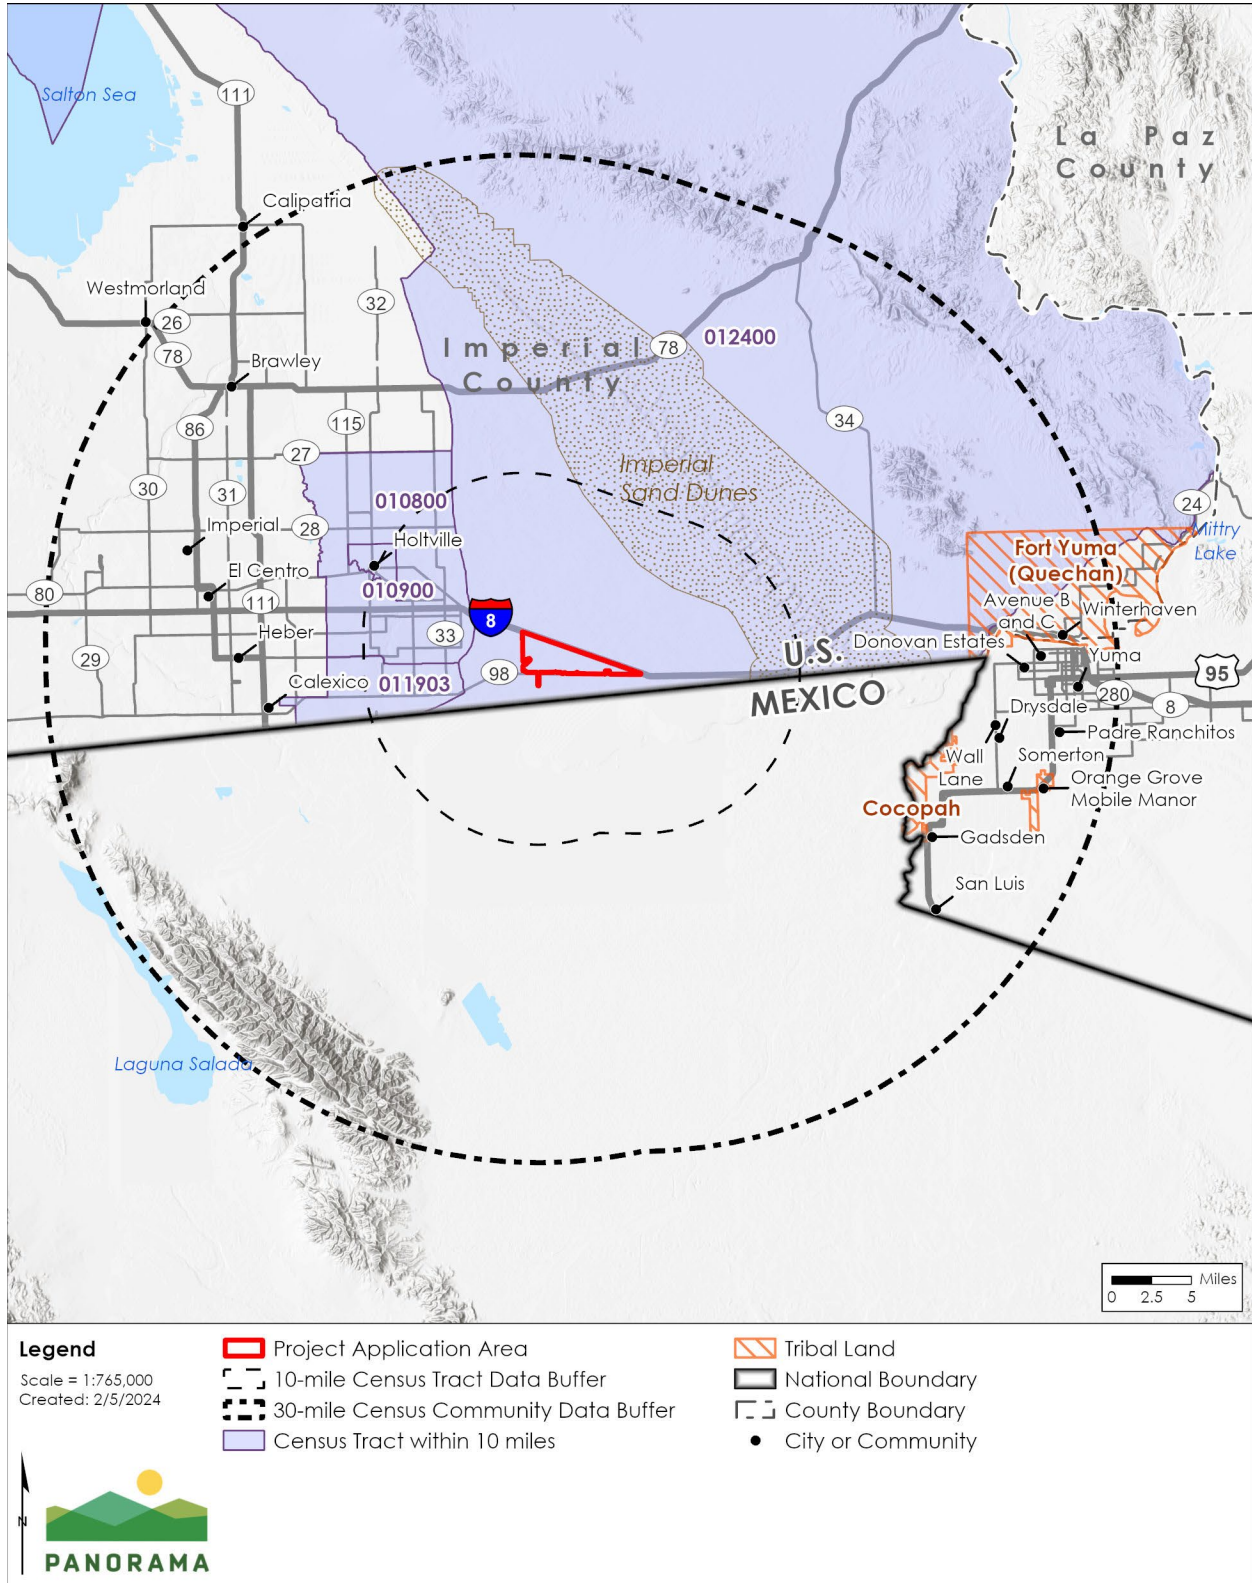 Salton Sea
111
La Paz
County
Calipatria
Westmorland
26
32
78
Imperial
County
78
012400
Brawley
86
115
34
27
Imperial
Sand Dunes
30
31
010800
24
Mittry
Lake
Imperial
28
Holtville
Fort Yuma
(Quechan)
El Centro
010900
Avenue B
and C
Winterhaven
80
111
8
Heber
33
U.S.
Donovan Estates
Yuma
29
98
95
Calexico
011903
MEXICO
280
8
Drysdale
Padre Ranchitos
Wall
Lane
Somerton
Orange Grove
Mobile Manor
Cocopah
Gadsden
San Luis
Laguna Salada
Miles
0 2.5 5
Legend
Scale = 1:765,000
Created: 2/5/2024
Project Application Area
10-mile Census Tract Data Buffer
30-mile Census Community Data Buffer
Census Tract within 10 miles
Tribal Land
National Boundary
County Boundary
City or Community
N
PANORAMA